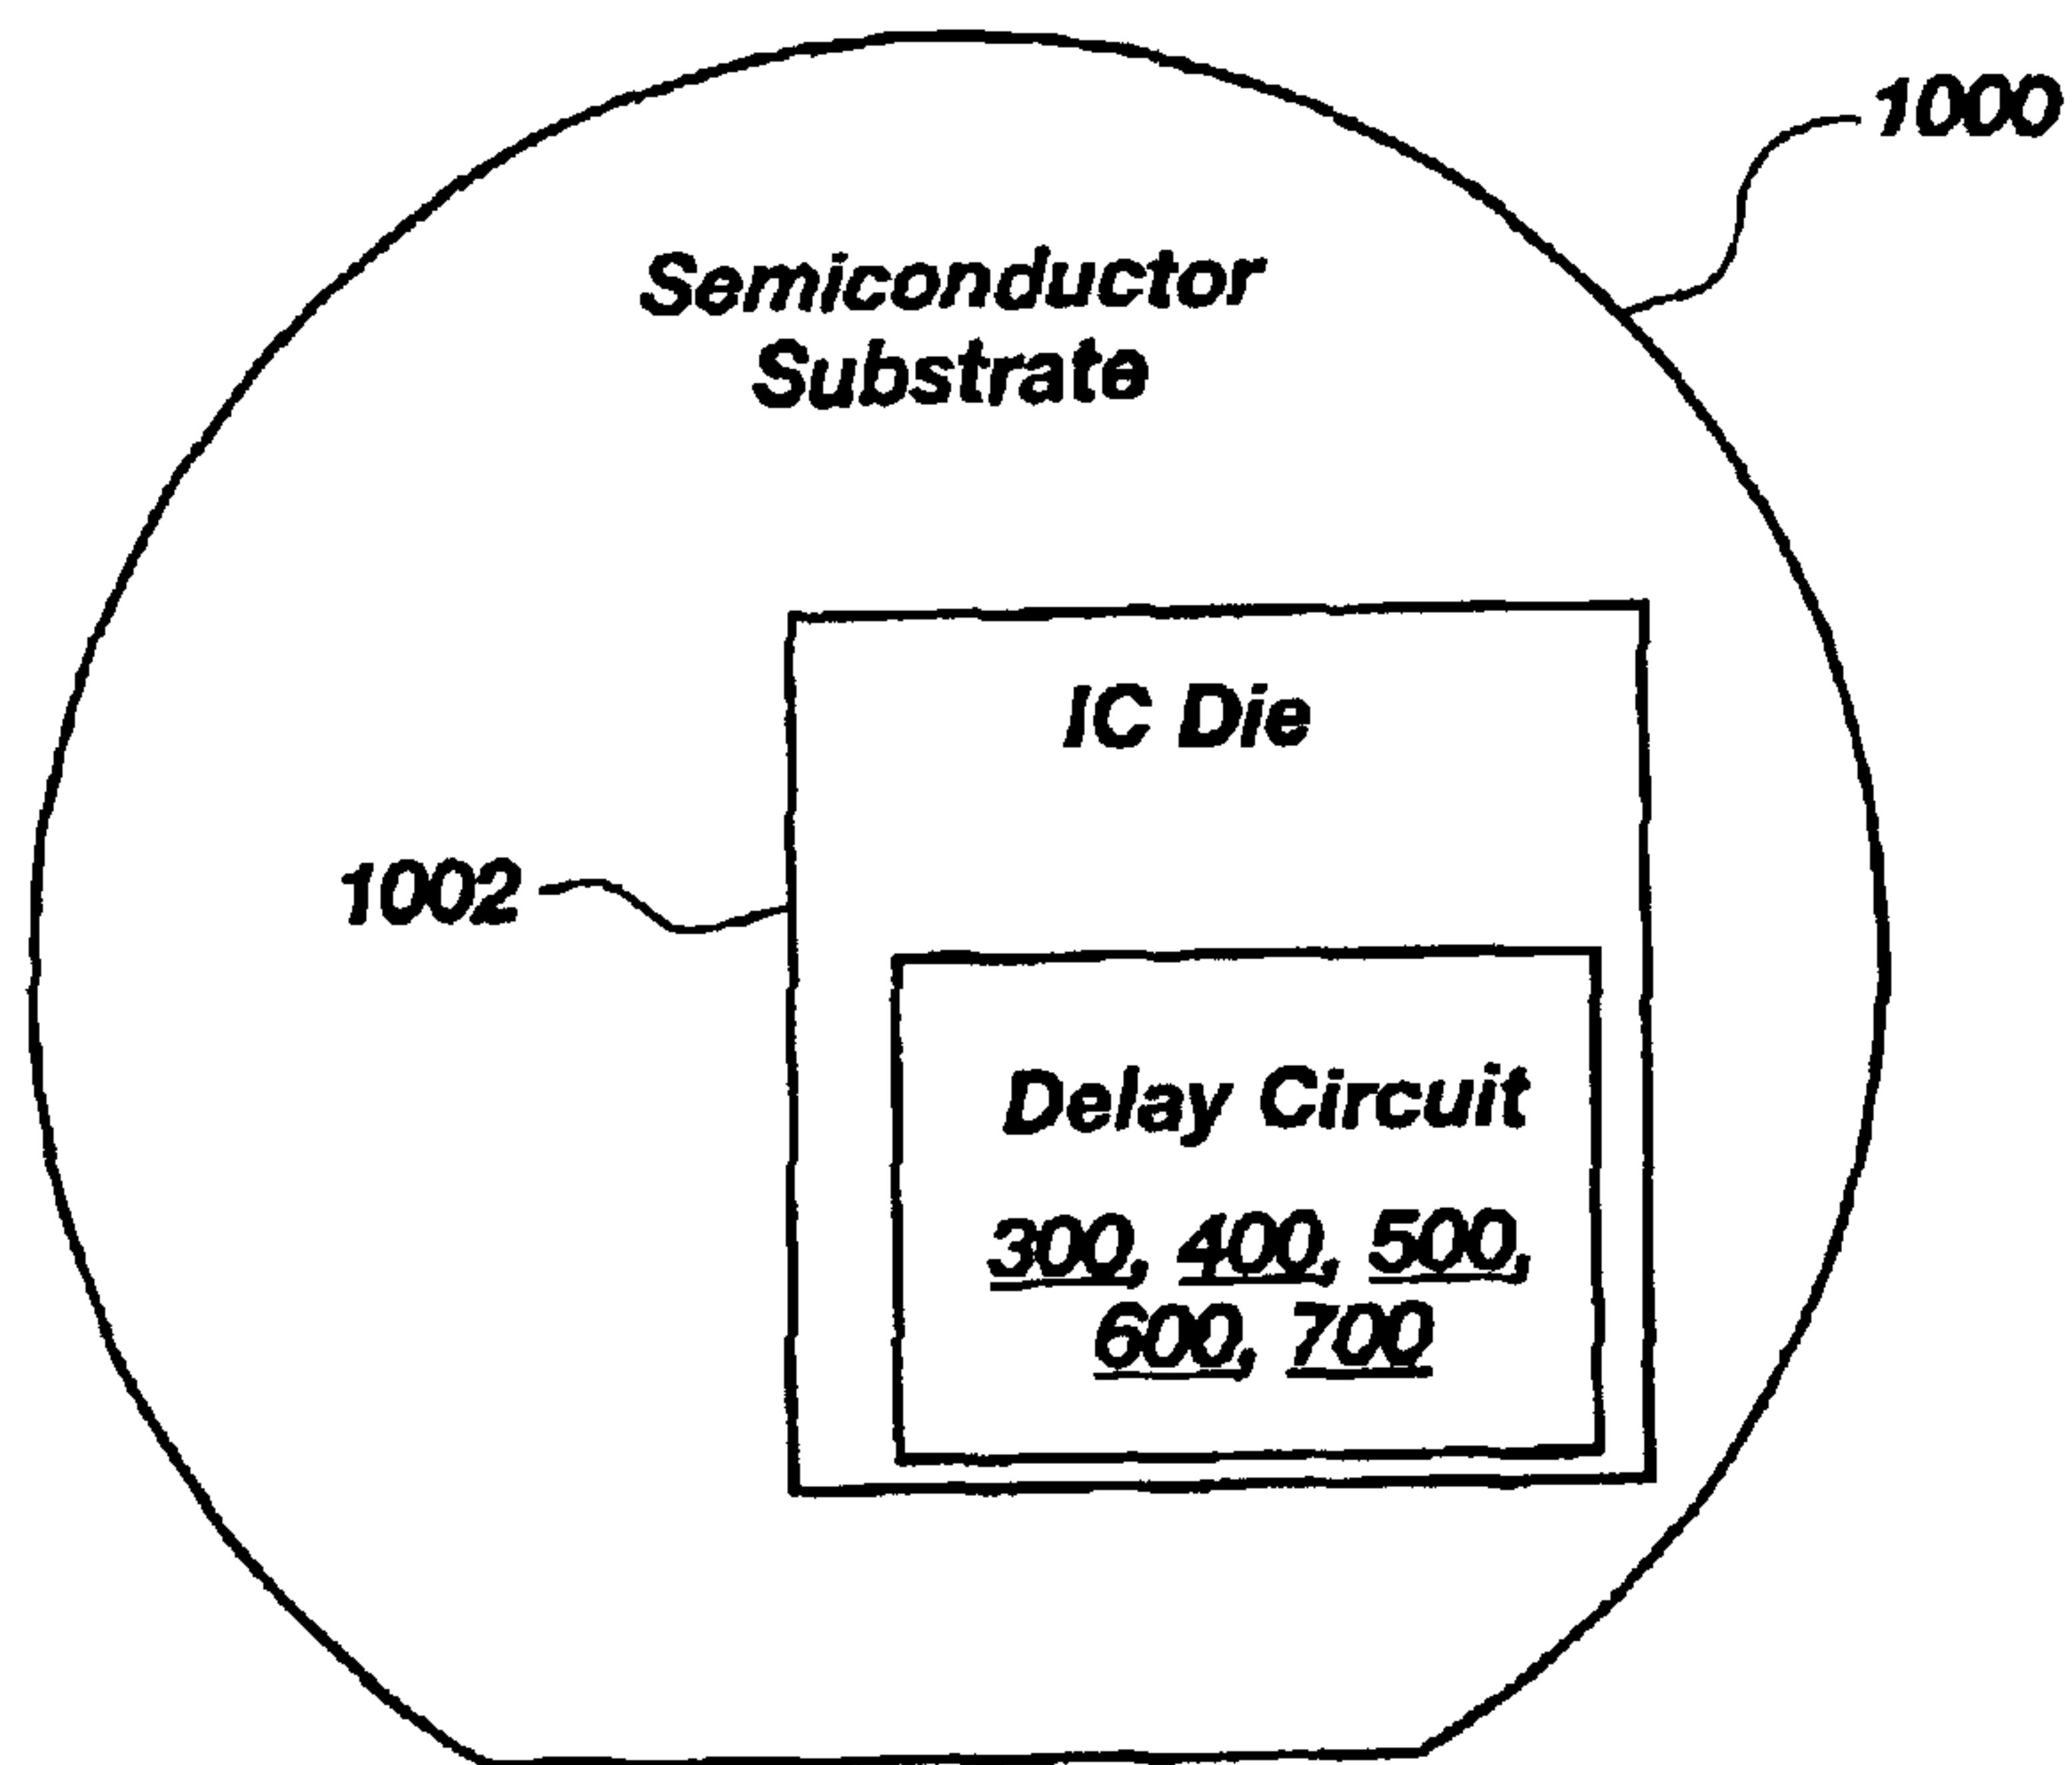 1000
Semiconductor
Substrate
IC Die
1002
Delay Circuit
300, 400, 500,
600, 700